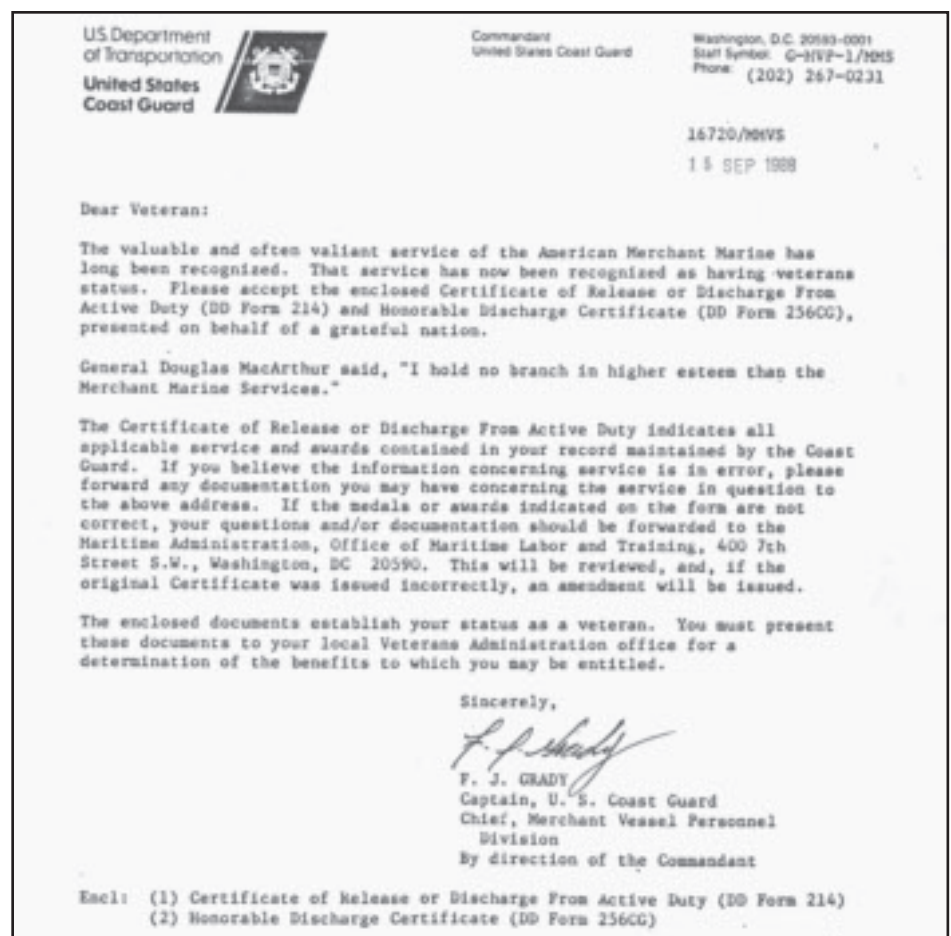 U.S. Department
of Transportation
United States
Coast Guard
Commandant
United States Coast Guard
Washington, D.C. 20593-0001
Staff Symbol: G-MVP-1/MHS
Phone: (202) 267-0231
16720/MMVS
15 SEP 1988
Dear Veteran:
The valuable and often valiant service of the American Merchant Marine has
long been recognized. That service has now been recognized as having veterans
status. Please accept the enclosed Certificate of Release or Discharge From
Active Duty (DD Form 214) and Honorable Discharge Certificate (DD Form 256CG),
presented on behalf of a grateful nation.
General Douglas MacArthur said, "I hold no branch in higher esteem than the
Merchant Marine Services."
The Certificate of Release or Discharge From Active Duty indicates all
applicable service and awards contained in your record maintained by the Coast
Guard. If you believe the information concerning service is in error, please
forward any documentation you may have concerning the service in question to
the above address. If the medals or awards indicated on the form are not
correct, your questions and/or documentation should be forwarded to the
Maritime Administration, Office of Maritime Labor and Training, 400 7th
Street S.W., Washington, DC 20590. This will be reviewed, and, if the
original Certificate was issued incorrectly, an amendment will be issued.
The enclosed documents establish your status as a veteran. You must present
these documents to your local Veterans Administration office for a
determination of the benefits to which you may be entitled.
Sincerely,
F. J. Grady
F. J. GRADY
Captain, U. S. Coast Guard
Chief, Merchant Vessel Personnel
Division
By direction of the Commandant
Encl: (1) Certificate of Release or Discharge From Active Duty (DD Form 214)
(2) Honorable Discharge Certificate (DD Form 256CG)